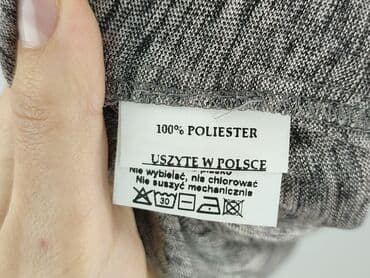 100% POLIESTER
USZYTE W POLSCE
Nie wybielać, nie chlorować
Nie suszyć mechanicznie
30